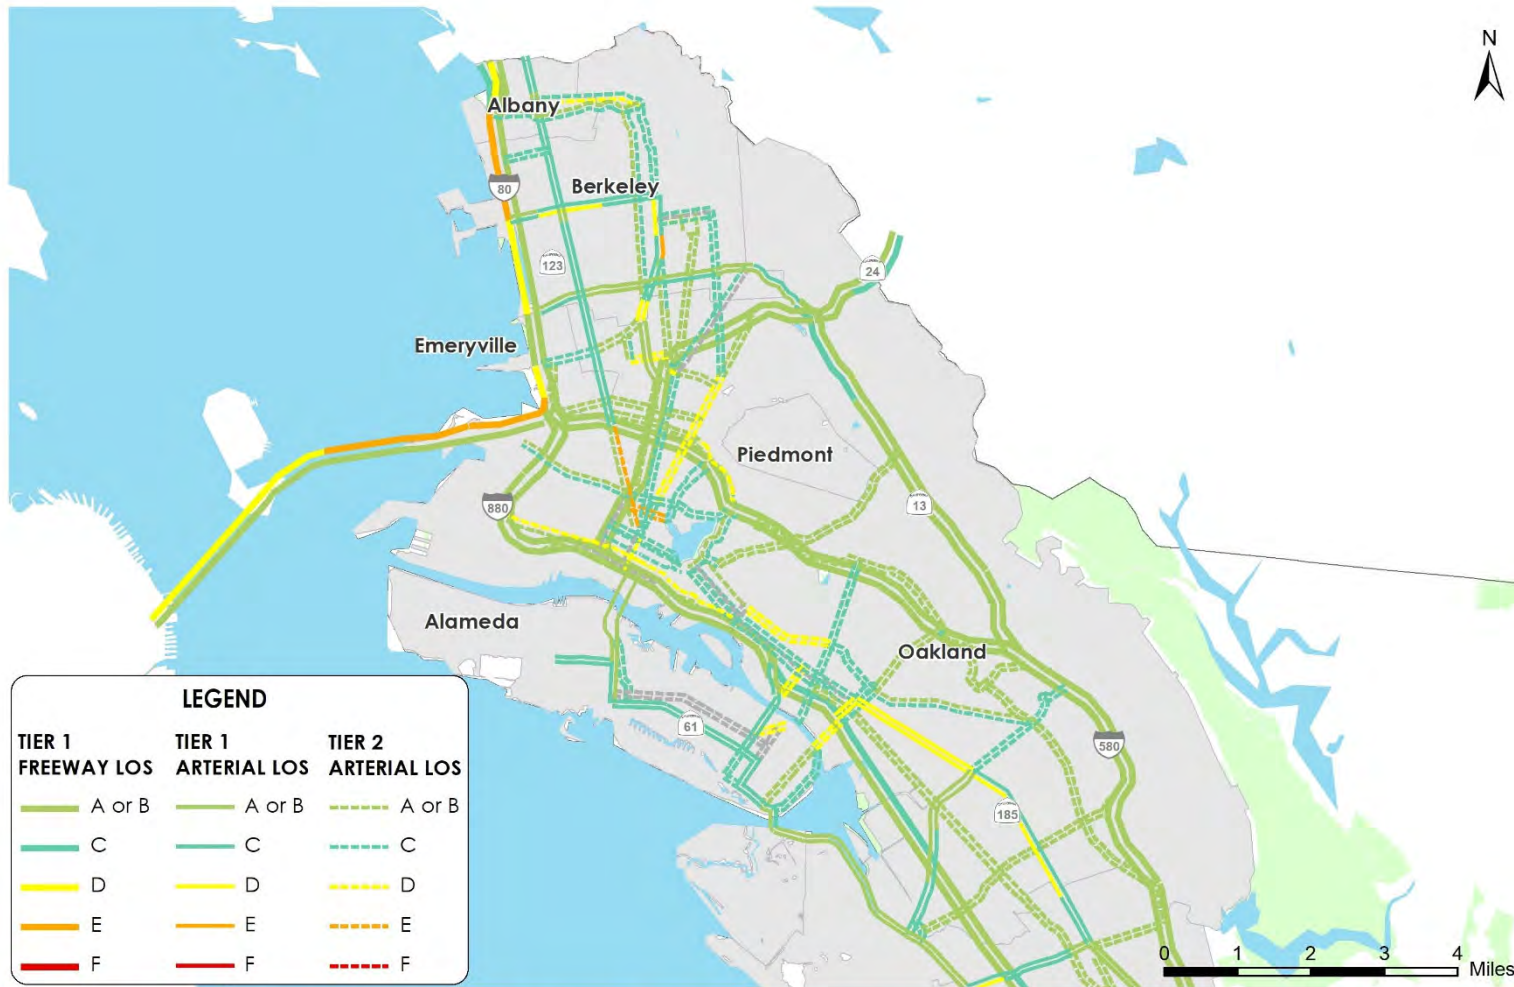 N
Albany
80
Berkeley
123
24
Emeryville
Piedmont
880
13
Alameda
Oakland
61
580
185
LEGEND
TIER 1 FREEWAY LOS
TIER 1 ARTERIAL LOS
TIER 2 ARTERIAL LOS
A or B
A or B
A or B
C
C
C
D
D
D
E
E
E
F
F
F
0 1 2 3 4
Miles